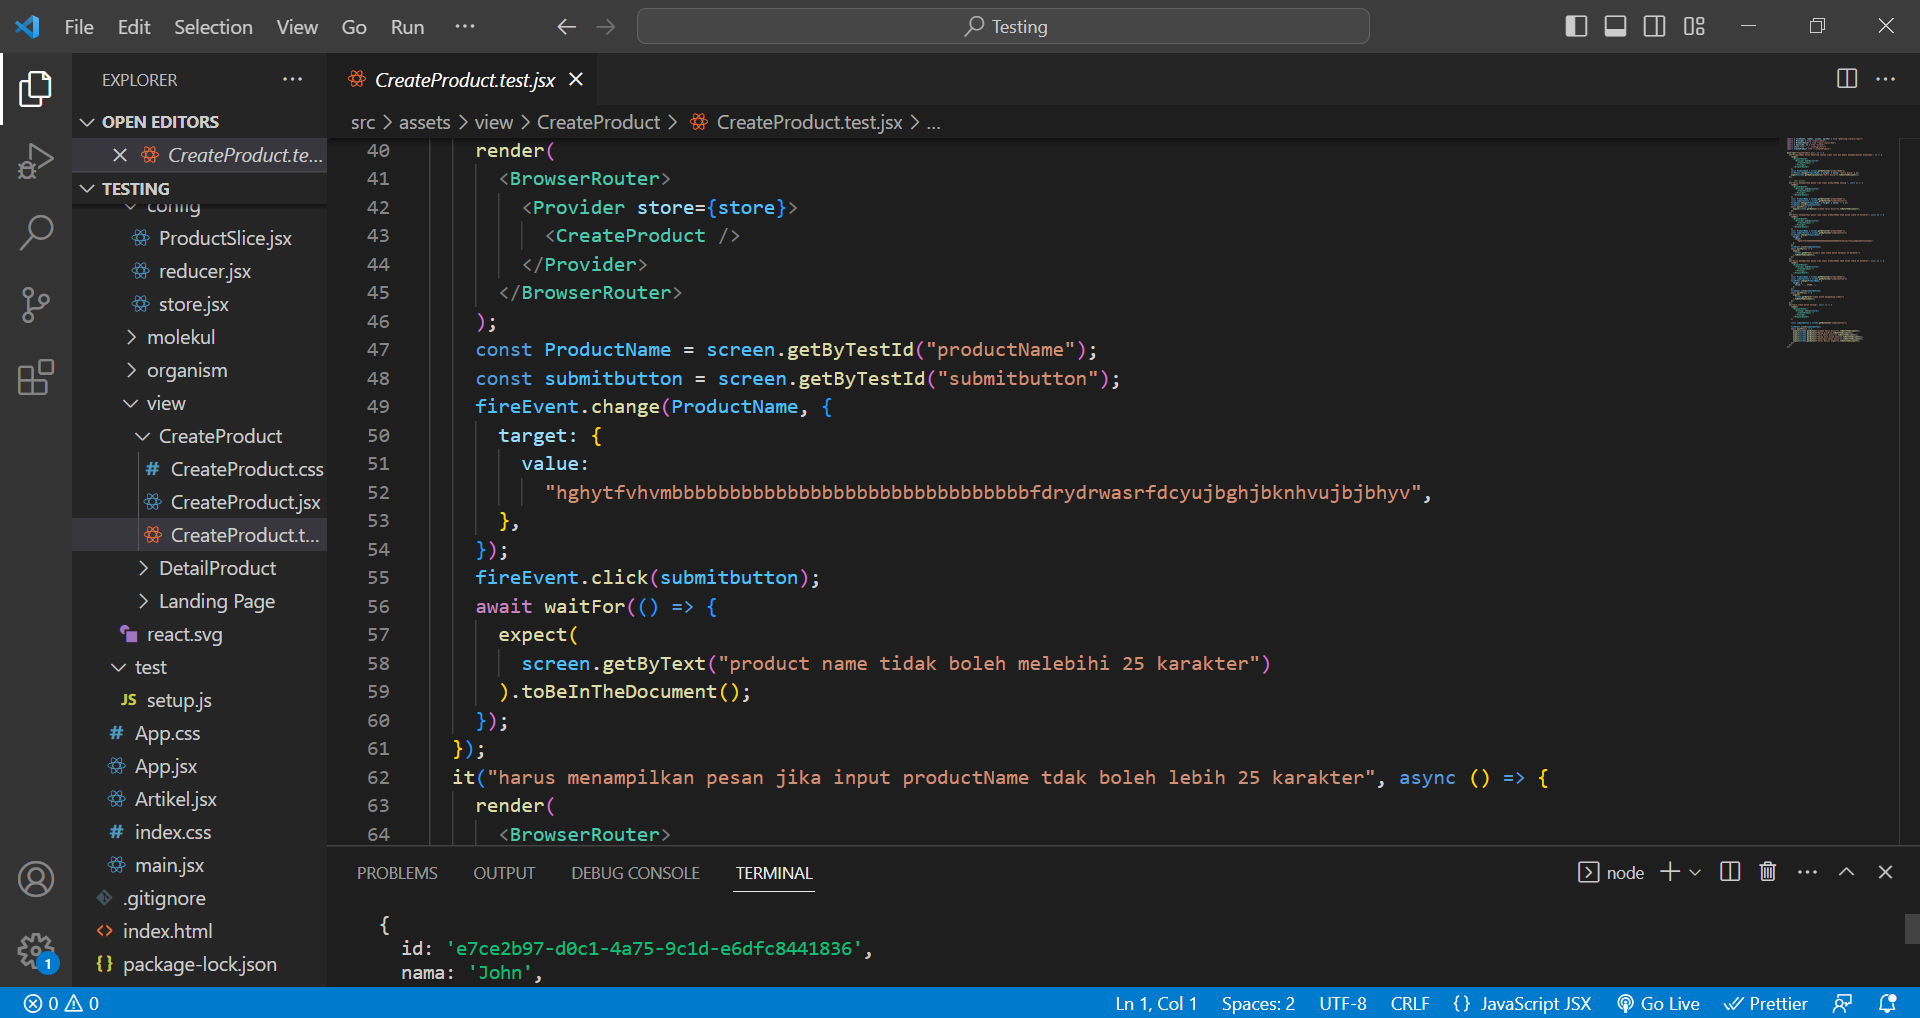 File Edit Selection View Go Run ··· Testing
EXPLORER
OPEN EDITORS
CreateProduct.te...
TESTING
config
ProductSlice.jsx
reducer.jsx
store.jsx
molekul
organism
view
CreateProduct
CreateProduct.css
CreateProduct.jsx
CreateProduct.t...
DetailProduct
Landing Page
react.svg
test
JS setup.js
# App.css
App.jsx
Artikel.jsx
# index.css
main.jsx
.gitignore
<> index.html
{} package-lock.json
CreateProduct.test.jsx
src > assets > view > CreateProduct > CreateProduct.test.jsx > ...
40 render(
41 <BrowserRouter>
42 <Provider store={store}>
43 <CreateProduct />
44 </Provider>
45 </BrowserRouter>
46 );
47 const ProductName = screen.getByTestId("productName");
48 const submitbutton = screen.getByTestId("submitbutton");
49 fireEvent.change(ProductName, {
50 target: {
51 value:
52 "hghytfvhvmbbbbbbbbbbbbbbbbbbbbbbbbbbbbbbbfdrydrwasrfdcyujbghjbknhvujbjbhyv",
53 },
54 });
55 fireEvent.click(submitbutton);
56 await waitFor(() => {
57 expect(
58 screen.getByText("product name tidak boleh melebihi 25 karakter")
59 ).toBeInTheDocument();
60 });
61 });
62 it("harus menampilkan pesan jika input productName tdak boleh lebih 25 karakter", async () => {
63 render(
64 <BrowserRouter>
PROBLEMS OUTPUT DEBUG CONSOLE TERMINAL node
{
id: 'e7ce2b97-d0c1-4a75-9c1d-e6dfc8441836',
nama: 'John',
1
0 0 Ln 1, Col 1 Spaces: 2 UTF-8 CRLF {} JavaScript JSX Go Live Prettier